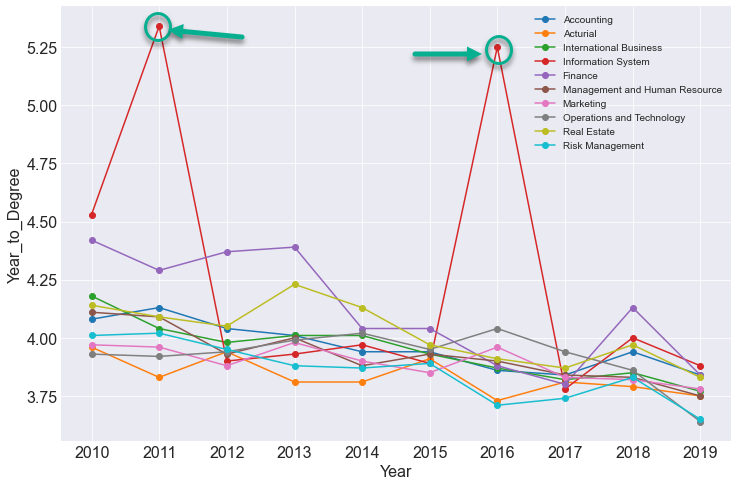 Accounting
Acturial
International Business
Information System
Finance
Management and Human Resource
Marketing
Operations and Technology
Real Estate
Risk Management
5.25
5.00
4.75
4.50
4.25
4.00
3.75
Year_to_Degree
2010 2011 2012 2013 2014 2015 2016 2017 2018 2019
Year